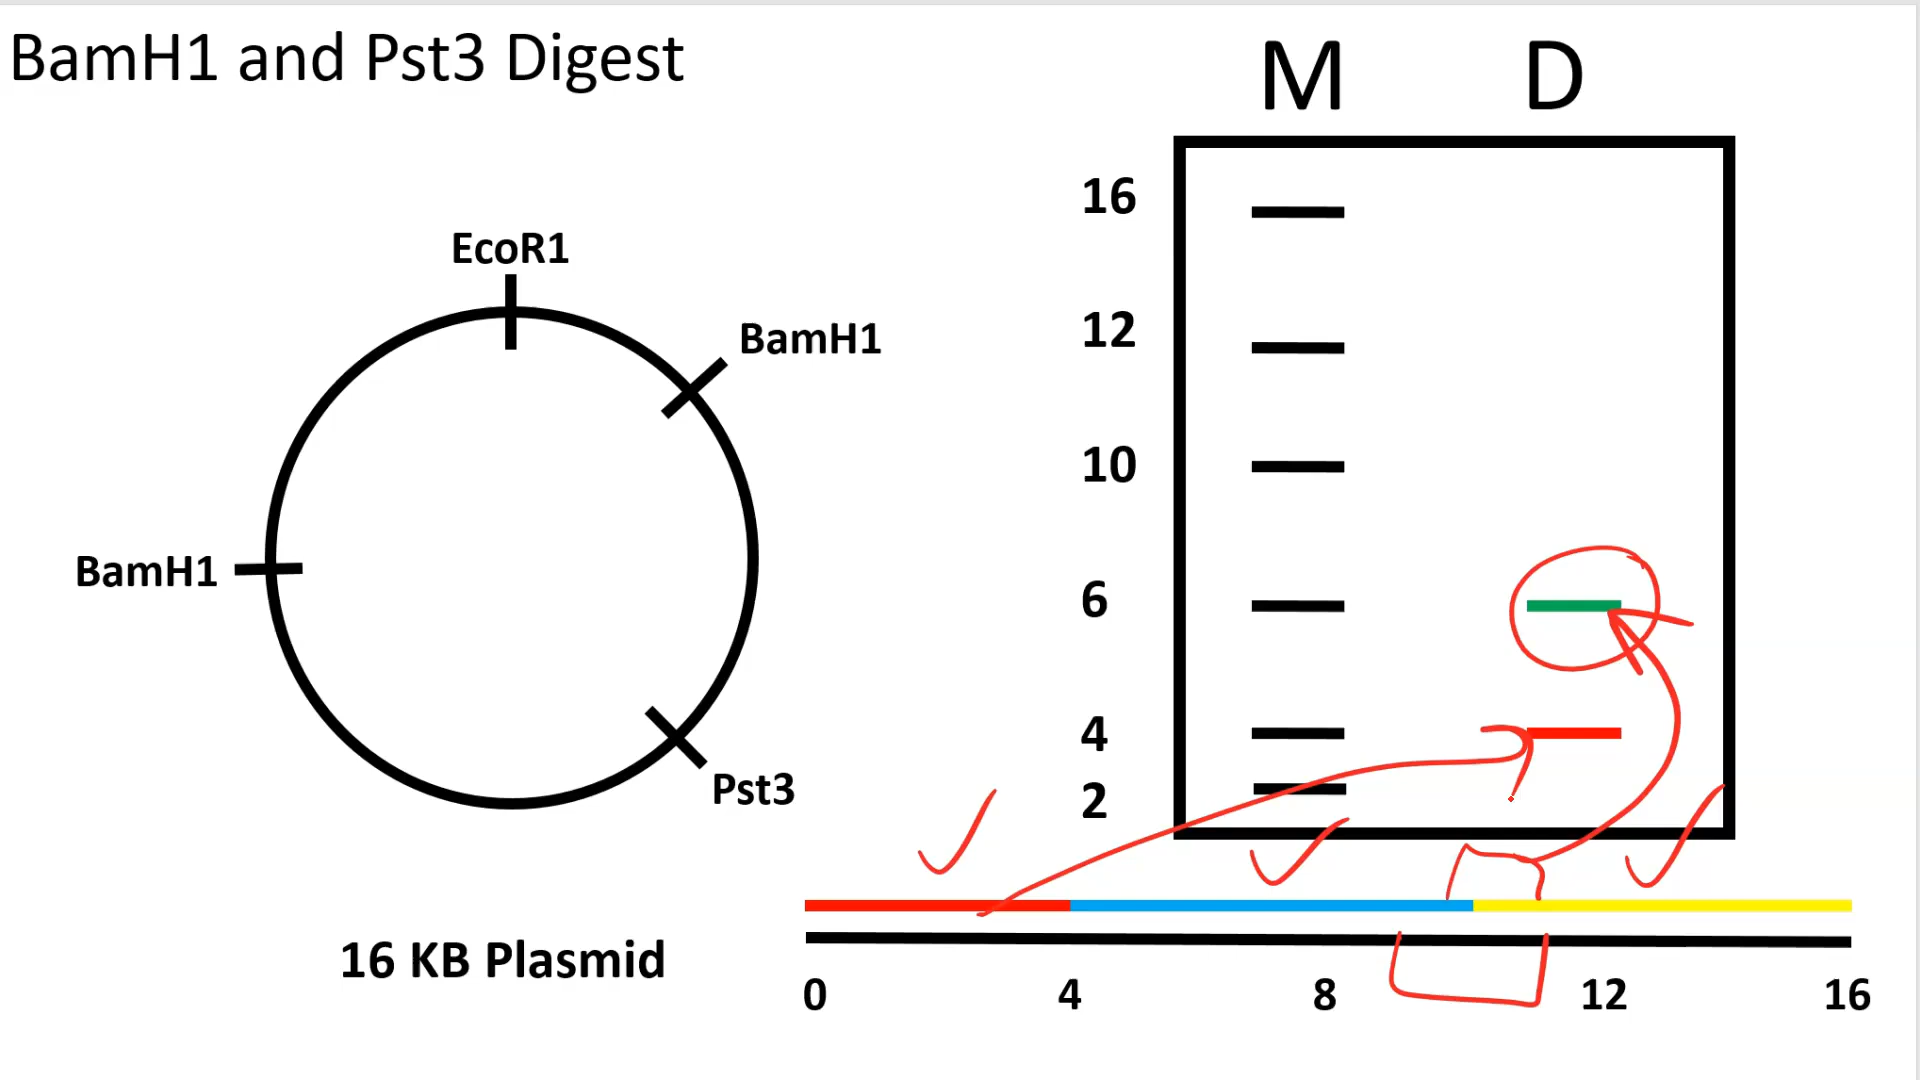 BamH1 and Pst3 Digest
M D
EcoR1
BamH1
BamH1
Pst3
16 KB Plasmid
16
12
10
6
4
2
0 4 8 12 16